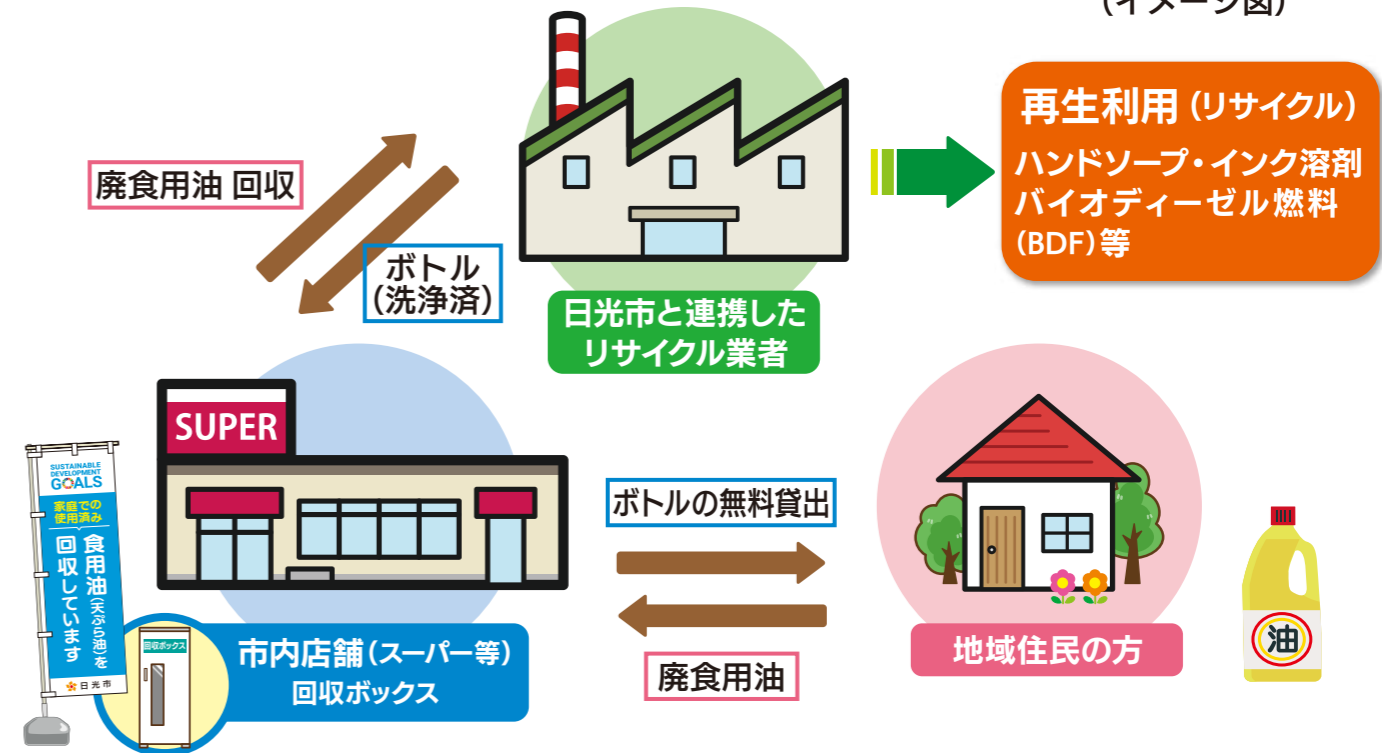 (イメージ図)
再生利用(リサイクル)
ハンドソープ・インク溶剤
バイオディーゼル燃料
(BDF)等
廃食用油 回収
ボトル
(洗浄済)
日光市と連携した
リサイクル業者
SUPER
SUSTAINABLE
DEVELOPMENT
GOALS
家庭での
使用済み
食用油(天ぷら油)を
回収しています
日光市
回収ボックス
市内店舗(スーパー等)
回収ボックス
ボトルの無料貸出
廃食用油
地域住民の方
油